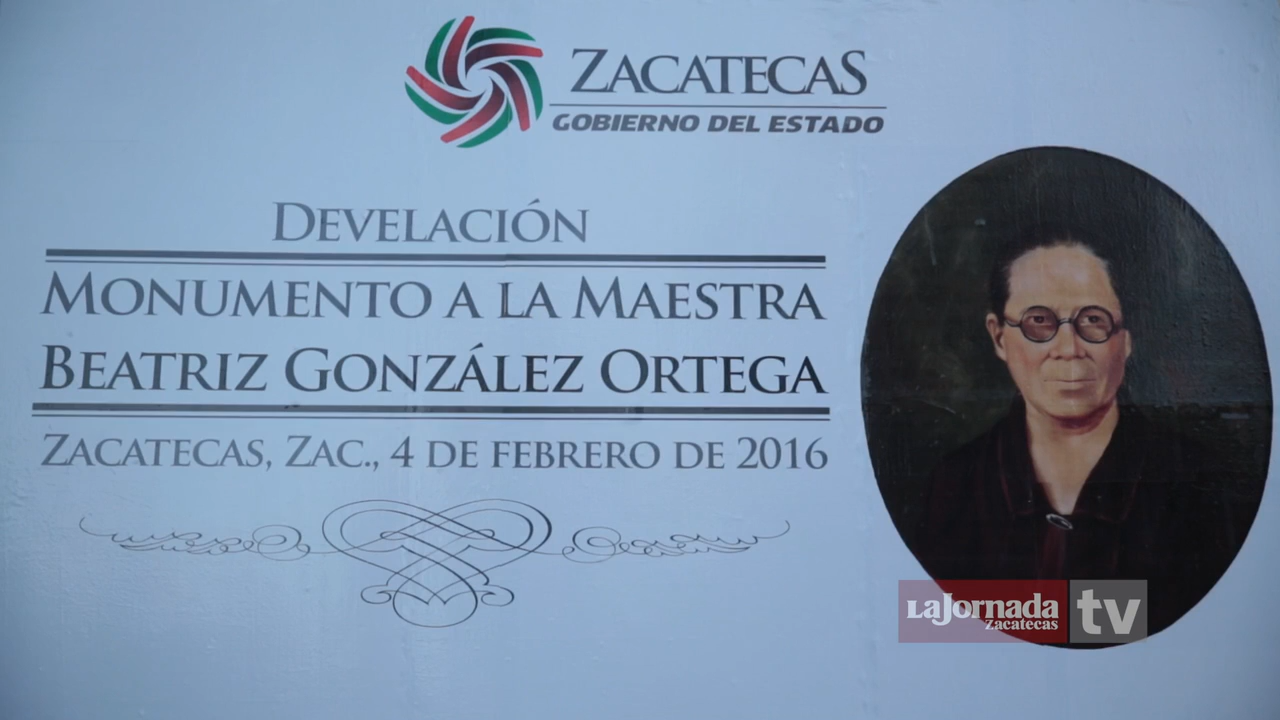 ZACATECAS
GOBIERNO DEL ESTADO
DEVELACIÓN
MONUMENTO A LA MAESTRA
BEATRIZ GONZÁLEZ ORTEGA
ZACATECAS, ZAC., 4 DE FEBRERO DE 2016
LAJORNADA tv
Zacatecas